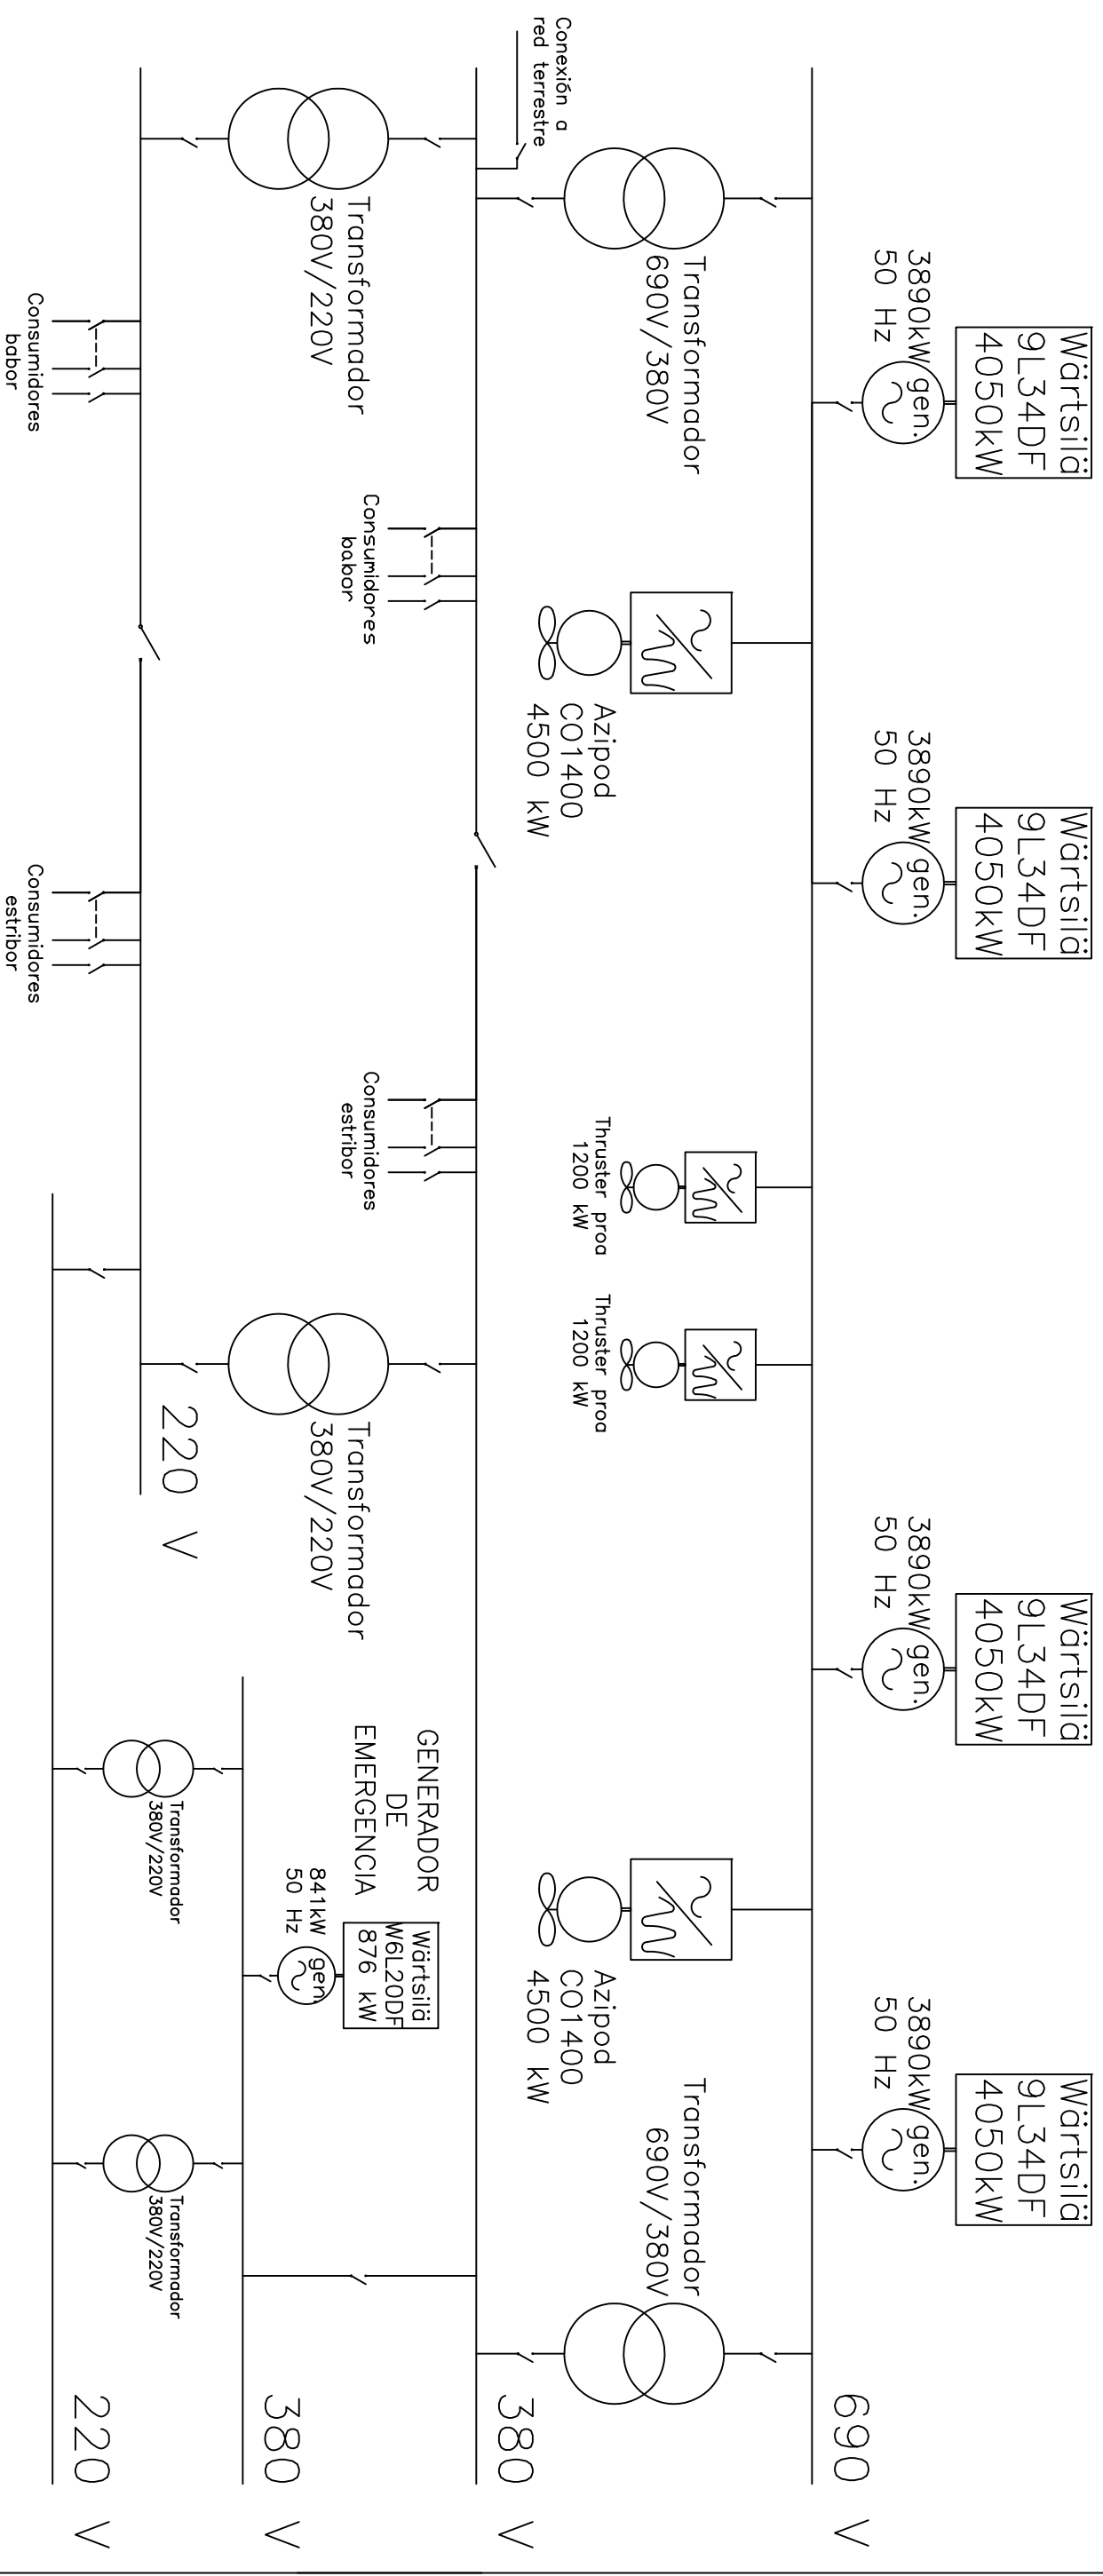 Wärtsilä
9L34DF
4050kW
3890kW
50 Hz
gen.
Wärtsilä
9L34DF
4050kW
3890kW
50 Hz
gen.
Wärtsilä
9L34DF
4050kW
3890kW
50 Hz
gen.
Wärtsilä
9L34DF
4050kW
3890kW
50 Hz
gen.
690 V
Conexión a
red terrestre
Transformador
690V/380V
Azipod
CO1400
4500 kW
Thruster proa
1200 kW
Thruster proa
1200 kW
Azipod
CO1400
4500 kW
Transformador
690V/380V
380 V
Transformador
380V/220V
Consumidores
babor
Consumidores
estribor
Transformador
380V/220V
GENERADOR
DE
EMERGENCIA
Wärtsilä
W6L20DF
876 kW
841kW
50 Hz
gen.
380 V
220 V
Consumidores
babor
Consumidores
estribor
Transformador
380V/220V
Transformador
380V/220V
220 V